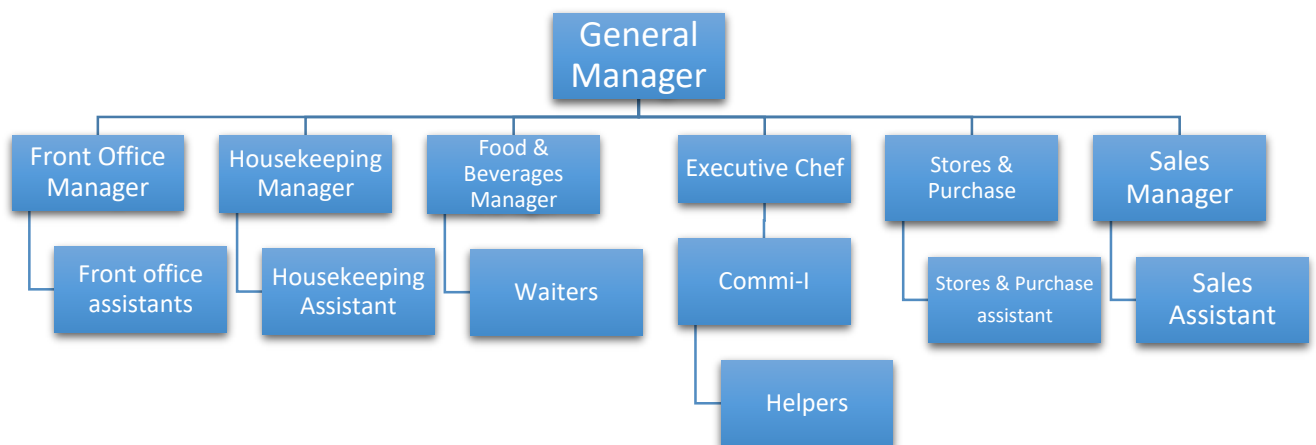 General
Manager
Front Office
Manager
Housekeeping
Manager
Food &
Beverages
Manager
Executive Chef
Stores &
Purchase
Sales
Manager
Front office
assistants
Housekeeping
Assistant
Waiters
Commi-I
Stores & Purchase
assistant
Sales
Assistant
Helpers